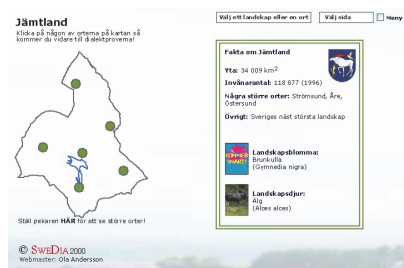 Jämtland
Klicka på någon av orterna på kartan så
kommer du vidare till dialektproverna!
Välj ett landskap eller en ort
Välj sida
Meny
Fakta om Jämtland
Yta: 34 009 km²
Invånarantal: 118 877 (1996)
Några större orter: Strömsund, Åre,
Östersund
Övrigt: Sveriges näst största landskap
KOMMER
SNART!
Landskapsblomma:
Brunkulla
(Gymnedia nigra)
Landskapsdjur:
Älg
(Alces alces)
Ställ pekaren HÄR för att se större orter!
© SWEDIA 2000
Webmaster: Ola Andersson